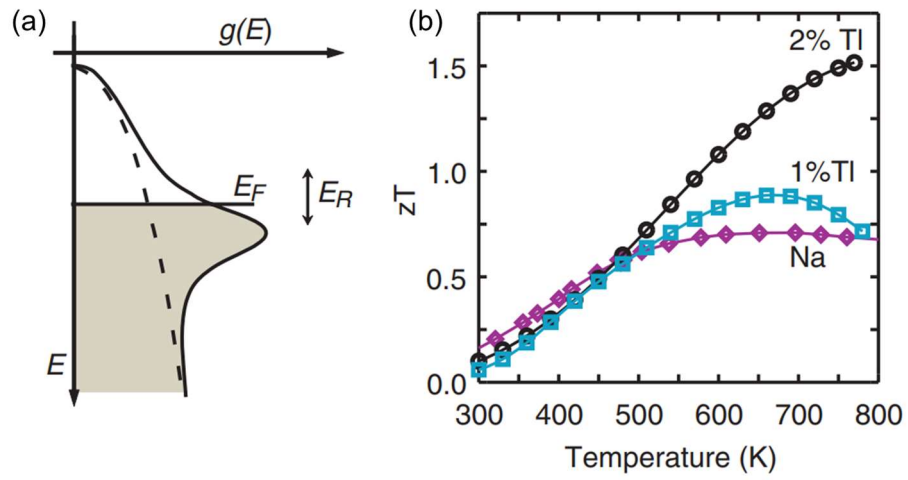 (a)
g(E)
E_F
E_R
E
(b)
2% Tl
1%Tl
Na
zT
1.5
1.0
0.5
0.0
300 400 500 600 700 800
Temperature (K)